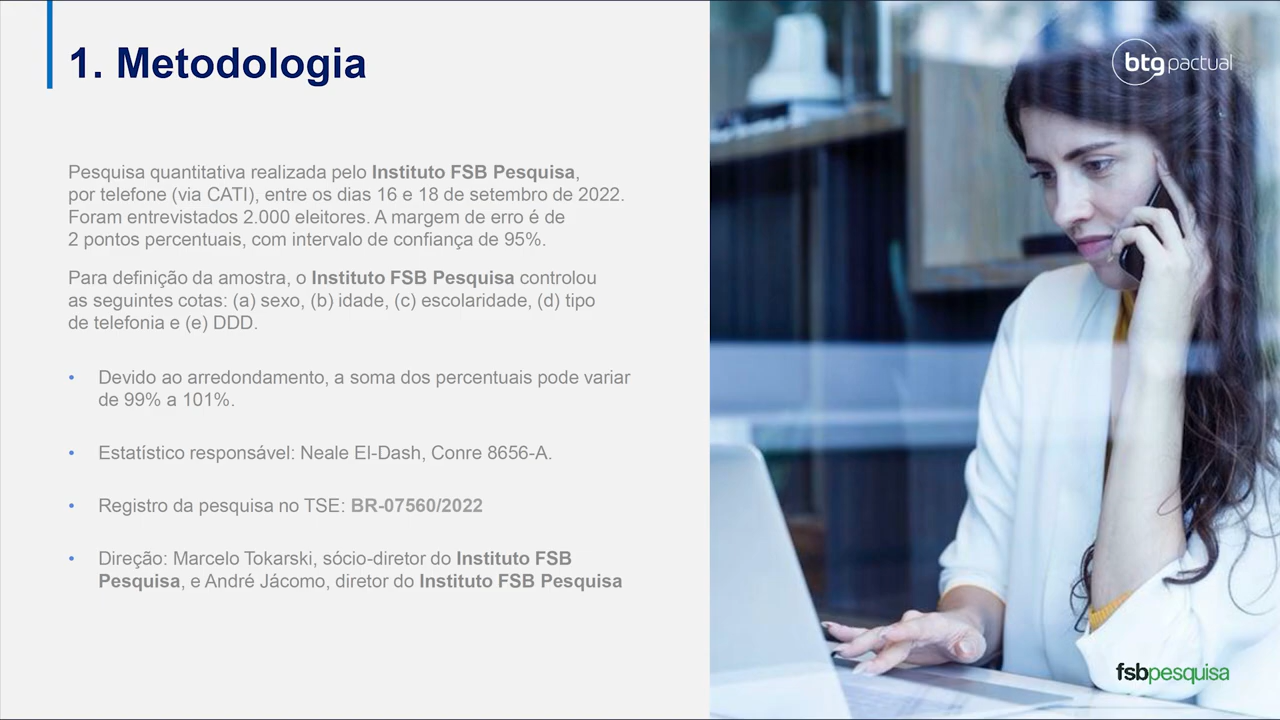 1. Metodologia
btg pactual
Pesquisa quantitativa realizada pelo Instituto FSB Pesquisa,
por telefone (via CATI), entre os dias 16 e 18 de setembro de 2022.
Foram entrevistados 2.000 eleitores. A margem de erro é de
2 pontos percentuais, com intervalo de confiança de 95%.
Para definição da amostra, o Instituto FSB Pesquisa controlou
as seguintes cotas: (a) sexo, (b) idade, (c) escolaridade, (d) tipo
de telefonia e (e) DDD.
• Devido ao arredondamento, a soma dos percentuais pode variar
de 99% a 101%.
• Estatístico responsável: Neale El-Dash, Conre 8656-A.
• Registro da pesquisa no TSE: BR-07560/2022
• Direção: Marcelo Tokarski, sócio-diretor do Instituto FSB
Pesquisa, e André Jácomo, diretor do Instituto FSB Pesquisa
fsbpesquisa